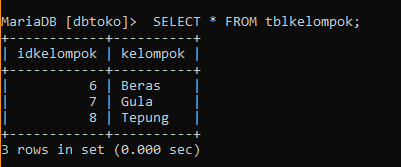 MariaDB [dbtoko]>  SELECT * FROM tblkelompok;
+------------+----------+
| idkelompok | kelompok |
+------------+----------+
|          6 | Beras    |
|          7 | Gula     |
|          8 | Tepung   |
+------------+----------+
3 rows in set (0.000 sec)